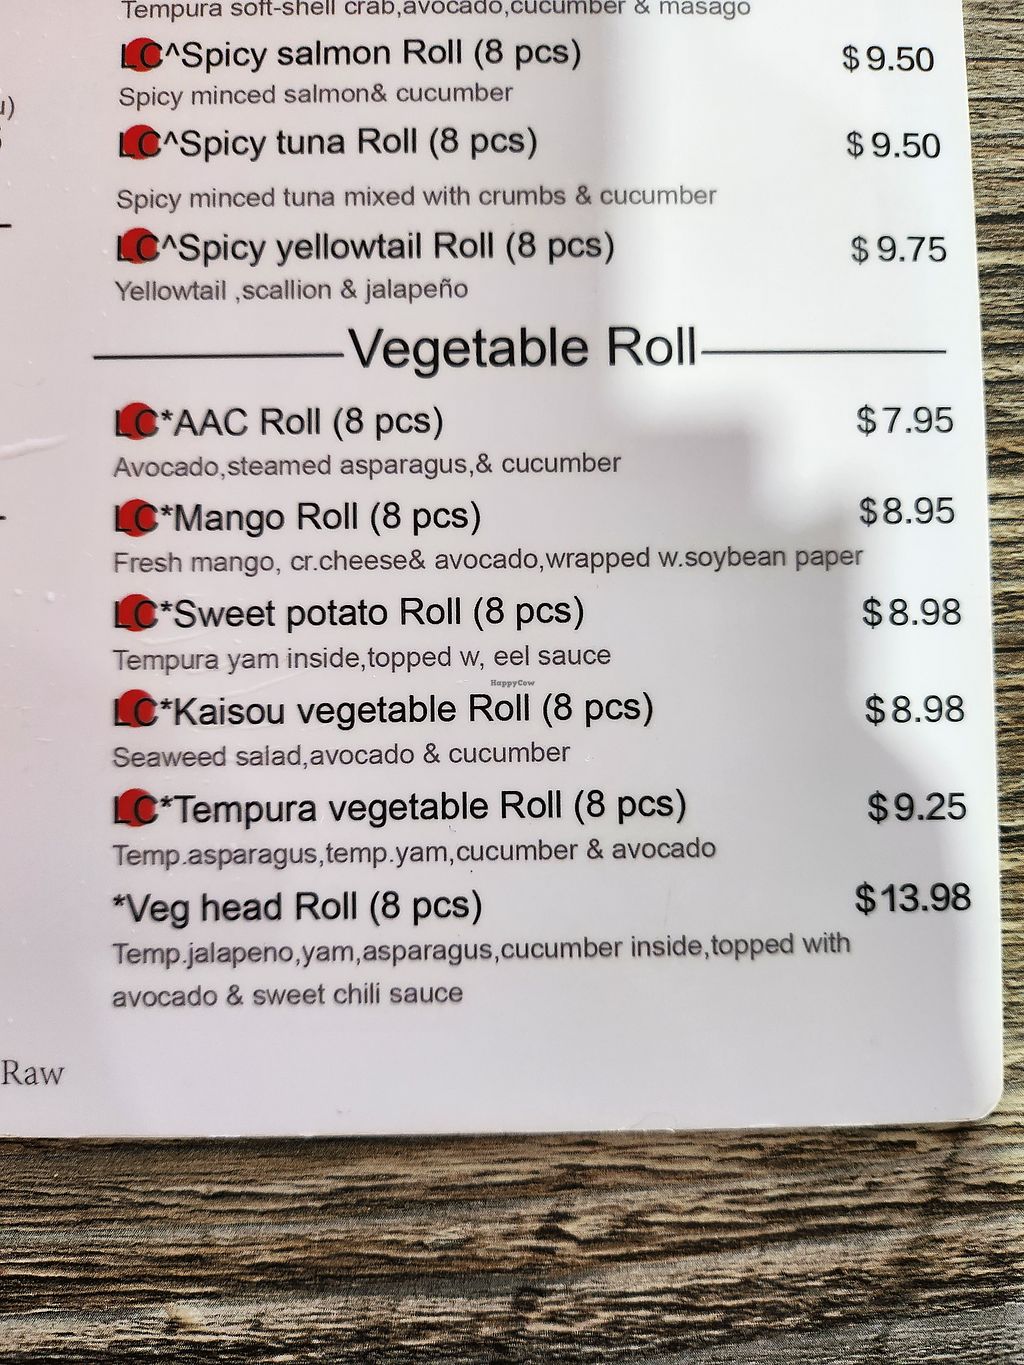 Tempura soft-shell crab,avocado,cucumber & masago
LC^Spicy salmon Roll (8 pcs) $9.50
Spicy minced salmon& cucumber
LC^Spicy tuna Roll (8 pcs) $9.50
Spicy minced tuna mixed with crumbs & cucumber
LC^Spicy yellowtail Roll (8 pcs) $9.75
Yellowtail ,scallion & jalapeño
Vegetable Roll
LC*AAC Roll (8 pcs) $7.95
Avocado,steamed asparagus,& cucumber
LC*Mango Roll (8 pcs) $8.95
Fresh mango, cr.cheese& avocado,wrapped w.soybean paper
LC*Sweet potato Roll (8 pcs) $8.98
Tempura yam inside,topped w, eel sauce
HappyCow
LC*Kaisou vegetable Roll (8 pcs) $8.98
Seaweed salad,avocado & cucumber
LC*Tempura vegetable Roll (8 pcs) $9.25
Temp.asparagus,temp.yam,cucumber & avocado
*Veg head Roll (8 pcs) $13.98
Temp.jalapeno,yam,asparagus,cucumber inside,topped with
avocado & sweet chili sauce
Raw